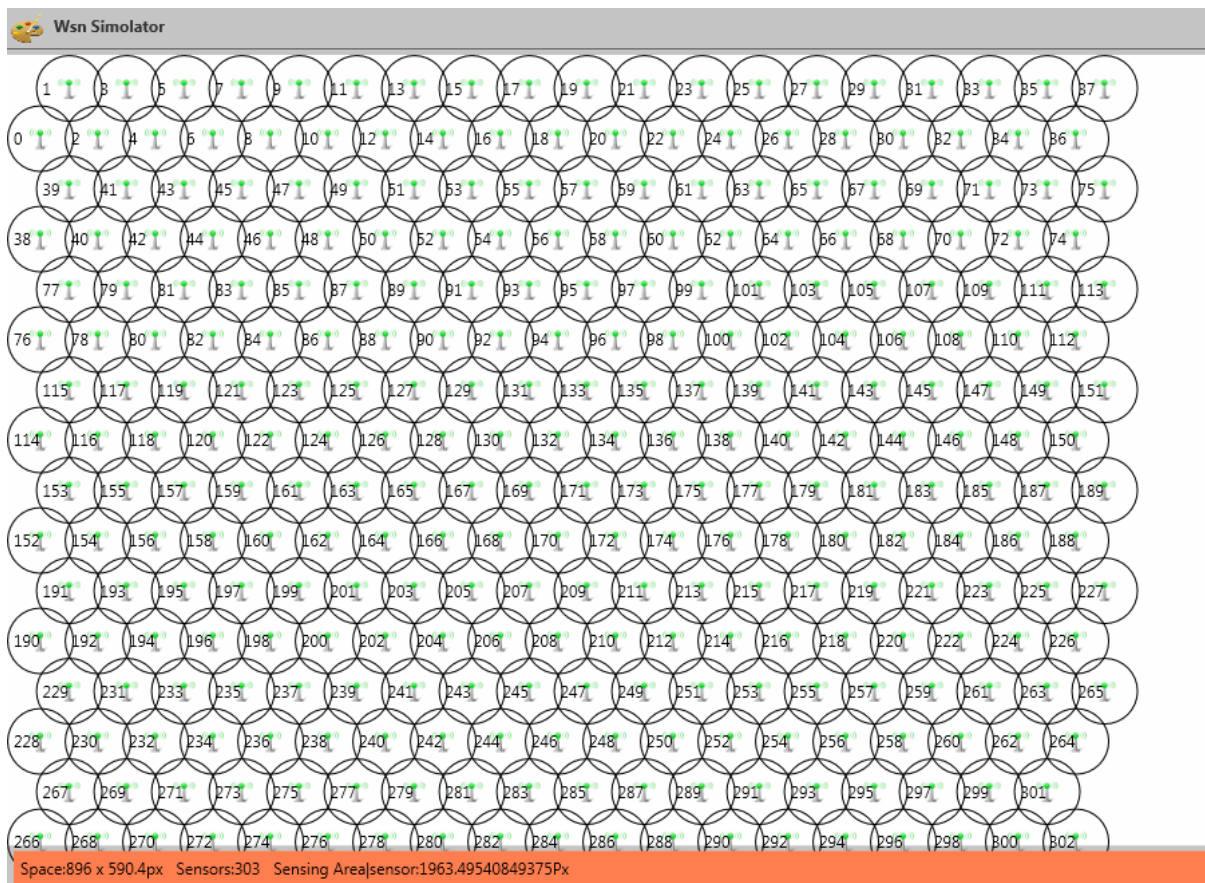 Wsn Simolator
1 3 5 7 9 11 13 15 17 19 21 23 25 27 29 31 33 35 37
0 2 4 6 8 10 12 14 16 18 20 22 24 26 28 30 32 34 36
39 41 43 45 47 49 51 53 55 57 59 61 63 65 67 69 71 73 75
38 40 42 44 46 48 50 52 54 56 58 60 62 64 66 68 70 72 74
77 79 81 83 85 87 89 91 93 95 97 99 101 103 105 107 109 111 113
76 78 80 82 84 86 88 90 92 94 96 98 100 102 104 106 108 110 112
115 117 119 121 123 125 127 129 131 133 135 137 139 141 143 145 147 149 151
114 116 118 120 122 124 126 128 130 132 134 136 138 140 142 144 146 148 150
153 155 157 159 161 163 165 167 169 171 173 175 177 179 181 183 185 187 189
152 154 156 158 160 162 164 166 168 170 172 174 176 178 180 182 184 186 188
191 193 195 197 199 201 203 205 207 209 211 213 215 217 219 221 223 225 227
190 192 194 196 198 200 202 204 206 208 210 212 214 216 218 220 222 224 226
229 231 233 235 237 239 241 243 245 247 249 251 253 255 257 259 261 263 265
228 230 232 234 236 238 240 242 244 246 248 250 252 254 256 258 260 262 264
267 269 271 273 275 277 279 281 283 285 287 289 291 293 295 297 299 301
266 268 270 272 274 276 278 280 282 284 286 288 290 292 294 296 298 300 302
Space:896 x 590.4px Sensors:303 Sensing Area|sensor:1963.49540849375Px